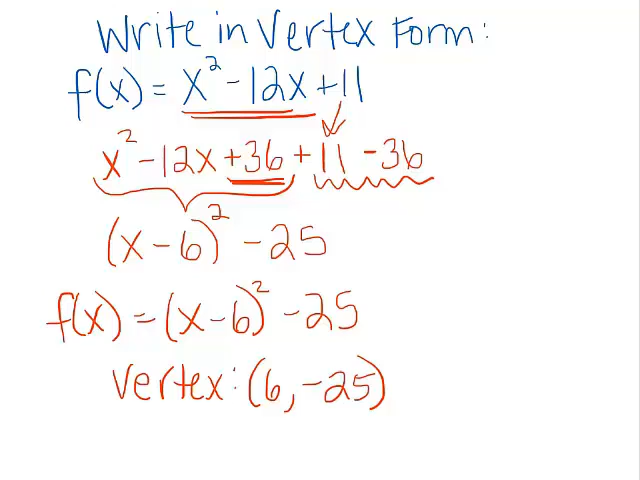 Write in Vertex Form:
f(x) = x² - 12x + 11
x² - 12x + 36 + 11 - 36
(x - 6)² - 25
f(x) = (x - 6)² - 25
Vertex: (6, -25)